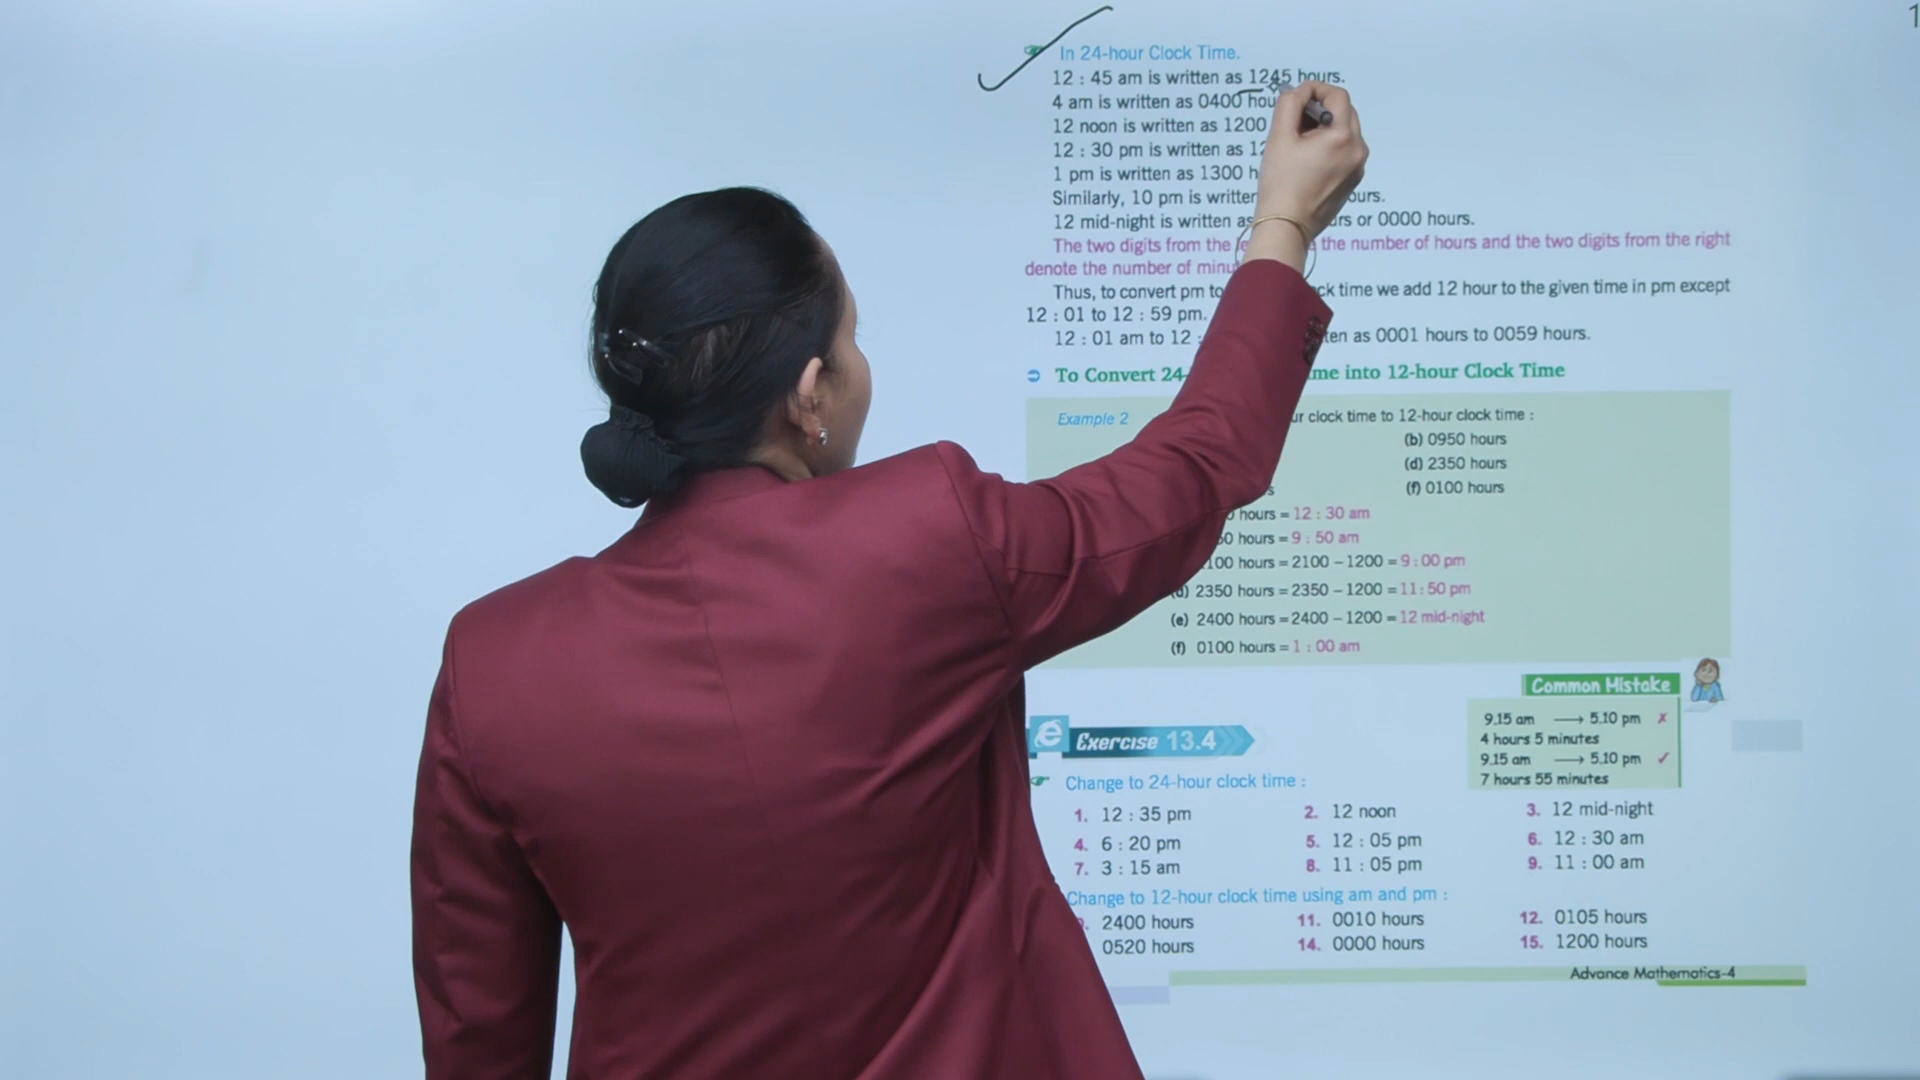 1
In 24-hour Clock Time.
12 : 45 am is written as 1245 hours.
4 am is written as 0400
12 noon is written as 1200
12 : 30 pm is written as
1 pm is written as 1300
Similarly, 10 pm is
12 mid-night is written as or 0000 hours.
The two digits from the the number of hours and the two digits from the right
denote the number of
Thus, to convert pm to time we add 12 hour to the given time in pm except
12 : 01 to 12 : 59 pm.
12 : 01 am to 12 : as 0001 hours to 0059 hours.
To Convert 24- into 12-hour Clock Time
Example 2 clock time to 12-hour clock time :
(b) 0950 hours
(d) 2350 hours
(f) 0100 hours
hours = 12 : 30 am
hours = 9 : 50 am
hours = 2100 – 1200 = 9 : 00 pm
(d) 2350 hours = 2350 – 1200 = 11 : 50 pm
(e) 2400 hours = 2400 – 1200 = 12 mid-night
(f) 0100 hours = 1 : 00 am
Common Mistake
9.15 am ⟶ 5.10 pm ✗
4 hours 5 minutes
9.15 am ⟶ 5.10 pm ✓
7 hours 55 minutes
e Exercise 13.4
Change to 24-hour clock time :
1. 12 : 35 pm 2. 12 noon 3. 12 mid-night
4. 6 : 20 pm 5. 12 : 05 pm 6. 12 : 30 am
7. 3 : 15 am 8. 11 : 05 pm 9. 11 : 00 am
Change to 12-hour clock time using am and pm :
2400 hours 11. 0010 hours 12. 0105 hours
0520 hours 14. 0000 hours 15. 1200 hours
Advance Mathematics-4